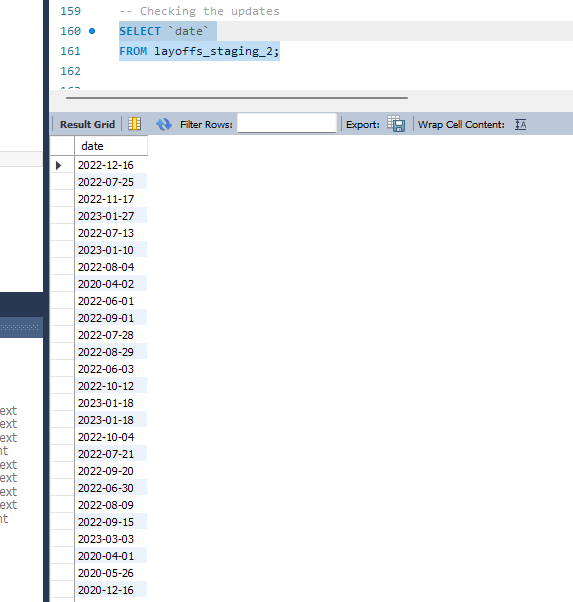 159 -- Checking the updates
160 SELECT `date`
161 FROM layoffs_staging_2;
162
Result Grid Filter Rows: Export: Wrap Cell Content:
date
2022-12-16
2022-07-25
2022-11-17
2023-01-27
2022-07-13
2023-01-10
2022-08-04
2020-04-02
2022-06-01
2022-09-01
2022-07-28
2022-08-29
2022-06-03
2022-10-12
2023-01-18
2023-01-18
2022-10-04
2022-07-21
2022-09-20
2022-06-30
2022-08-09
2022-09-15
2023-03-03
2020-04-01
2020-05-26
2020-12-16
ext
ext
ext
nt
ext
ext
ext
ext
nt